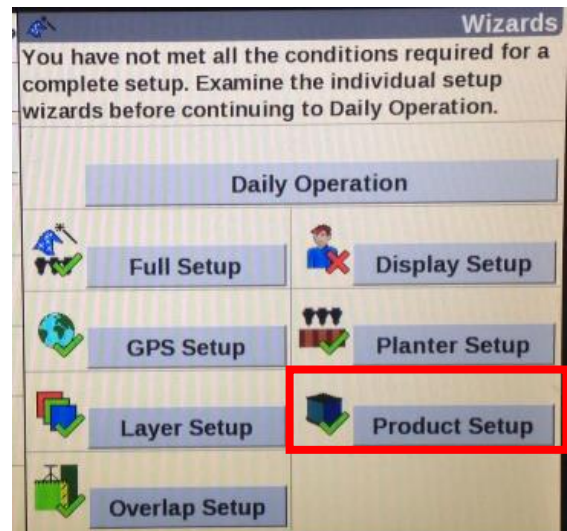 Wizards
You have not met all the conditions required for a
complete setup. Examine the individual setup
wizards before continuing to Daily Operation.
Daily Operation
Full Setup
Display Setup
GPS Setup
Planter Setup
Layer Setup
Product Setup
Overlap Setup